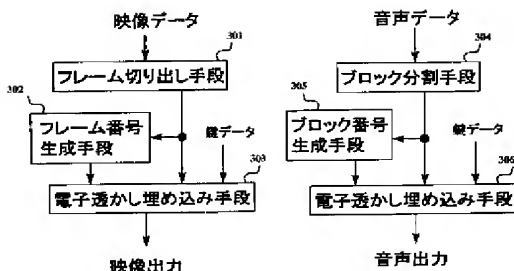 映像データ
301
フレーム切り出し手段
302
フレーム番号
生成手段
鍵データ
303
電子透かし埋め込み手段
映像出力
音声データ
304
ブロック分割手段
305
ブロック番号
生成手段
鍵データ
306
電子透かし埋め込み手段
音声出力